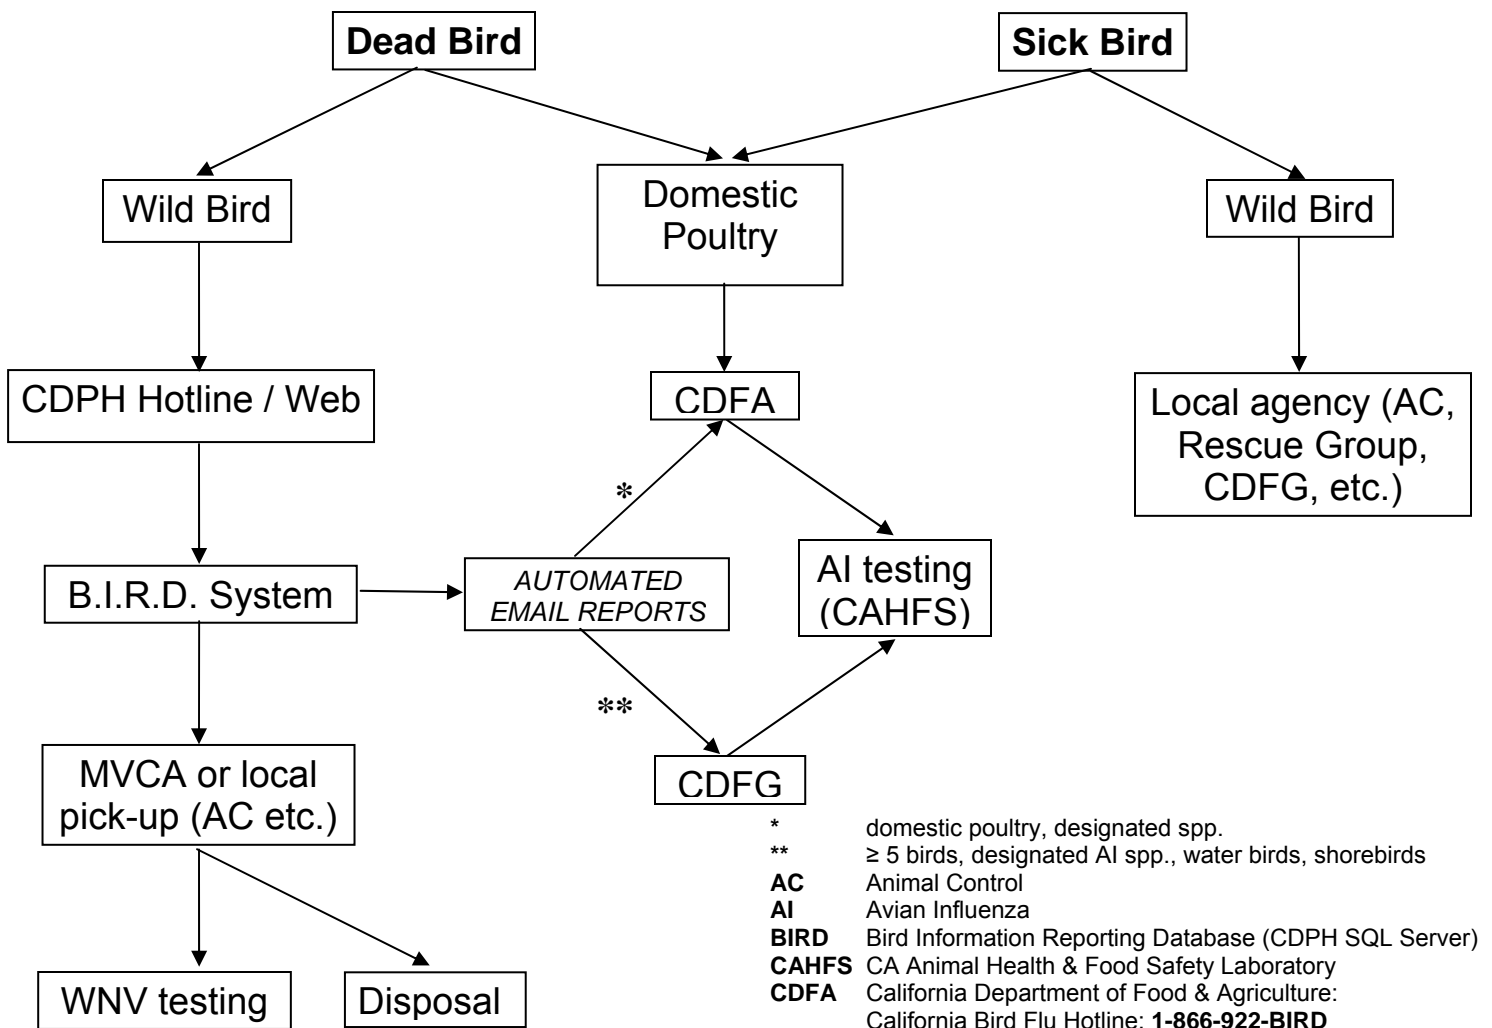 Dead Bird
Sick Bird
Wild Bird
Domestic
Poultry
Wild Bird
CDPH Hotline / Web
CDFA
Local agency (AC,
Rescue Group,
CDFG, etc.)
*
B.I.R.D. System
AUTOMATED
EMAIL REPORTS
AI testing
(CAHFS)
**
MVCA or local
pick-up (AC etc.)
CDFG
WNV testing
Disposal
* domestic poultry, designated spp.
** ≥ 5 birds, designated AI spp., water birds, shorebirds
AC Animal Control
AI Avian Influenza
BIRD Bird Information Reporting Database (CDPH SQL Server)
CAHFS CA Animal Health & Food Safety Laboratory
CDFA California Department of Food & Agriculture:
California Bird Flu Hotline: 1-866-922-BIRD